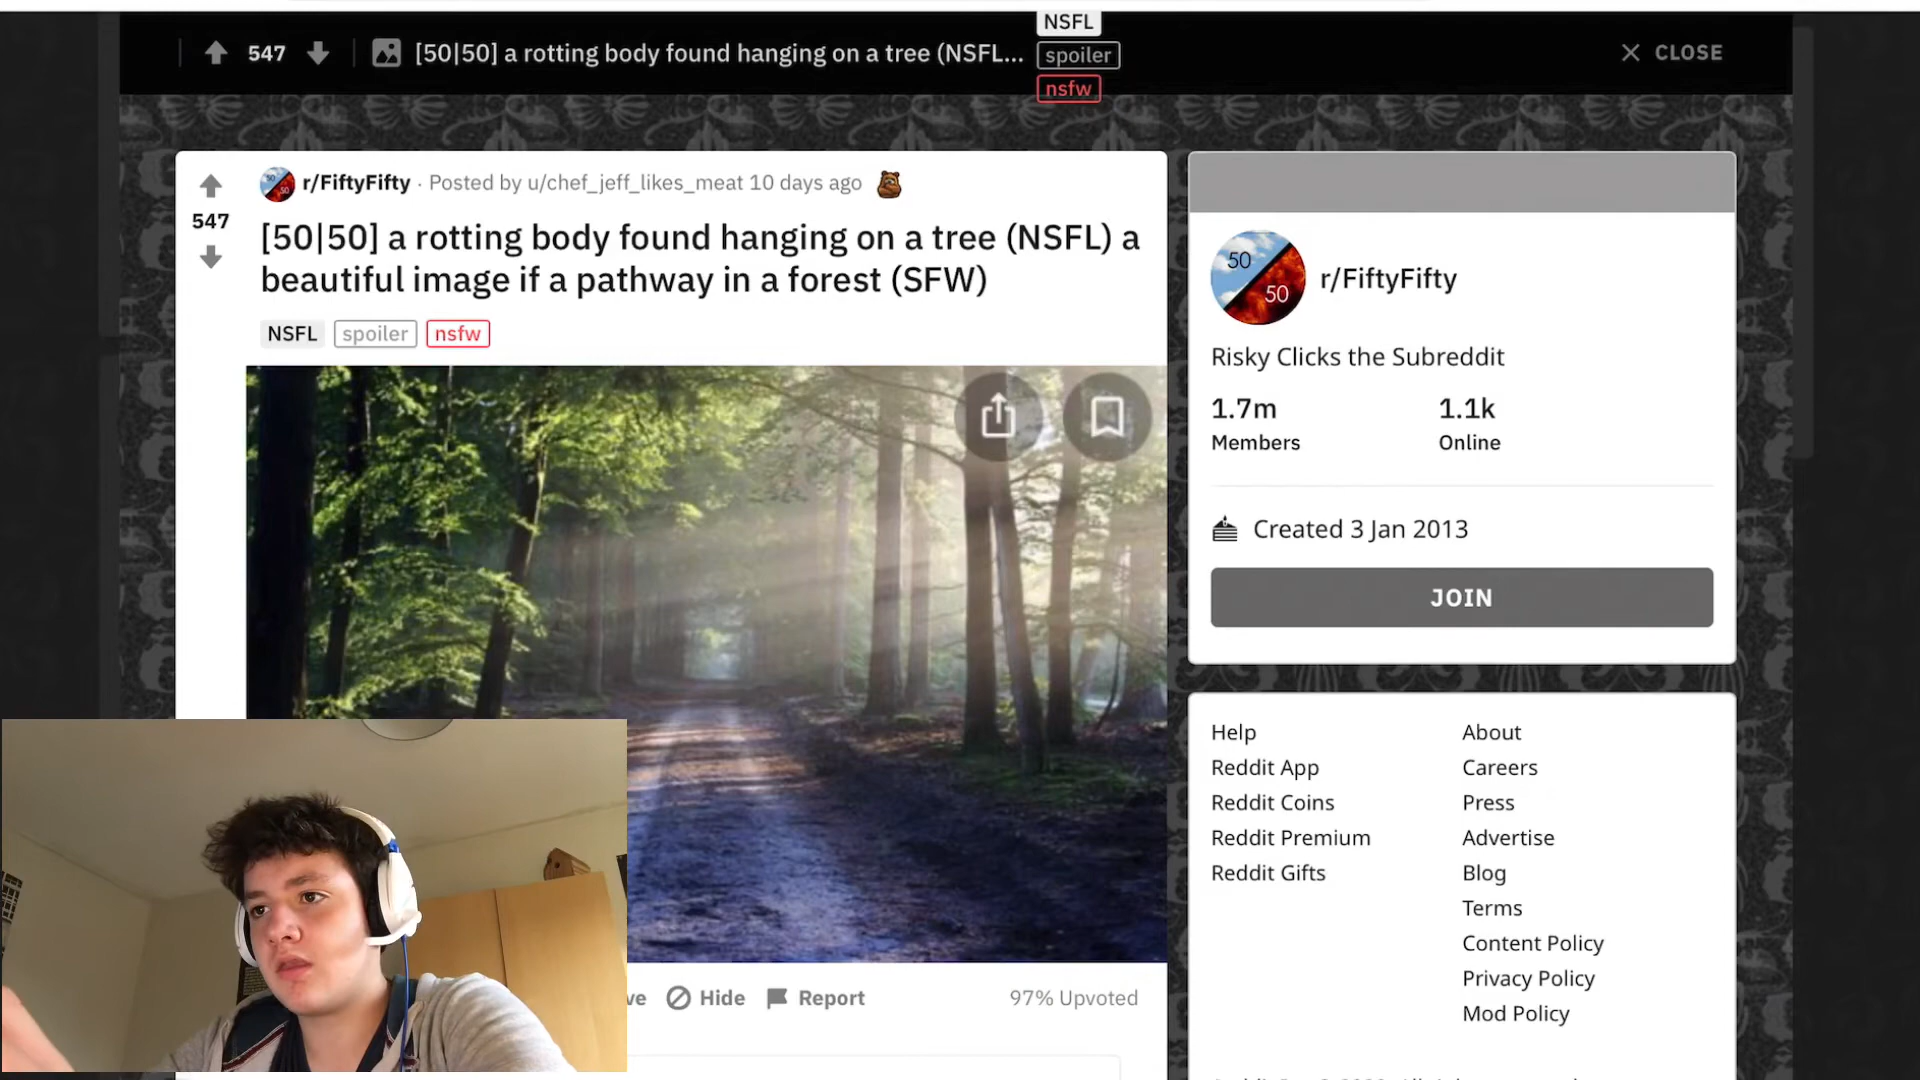 NSFL
547
[50|50] a rotting body found hanging on a tree (NSFL...
spoiler
CLOSE
nsfw
r/FiftyFifty · Posted by u/chef_jeff_likes_meat 10 days ago
547
[50|50] a rotting body found hanging on a tree (NSFL) a
beautiful image if a pathway in a forest (SFW)
NSFL spoiler nsfw
50
50
r/FiftyFifty
Risky Clicks the Subreddit
1.7m
Members
1.1k
Online
Created 3 Jan 2013
JOIN
Help
Reddit App
Reddit Coins
Reddit Premium
Reddit Gifts
About
Careers
Press
Advertise
Blog
Terms
Content Policy
Privacy Policy
Mod Policy
ve Hide Report 97% Upvoted